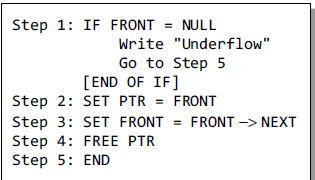 Step 1: IF FRONT = NULL
Write "Underflow"
Go to Step 5
[END OF IF]
Step 2: SET PTR = FRONT
Step 3: SET FRONT = FRONT –> NEXT
Step 4: FREE PTR
Step 5: END